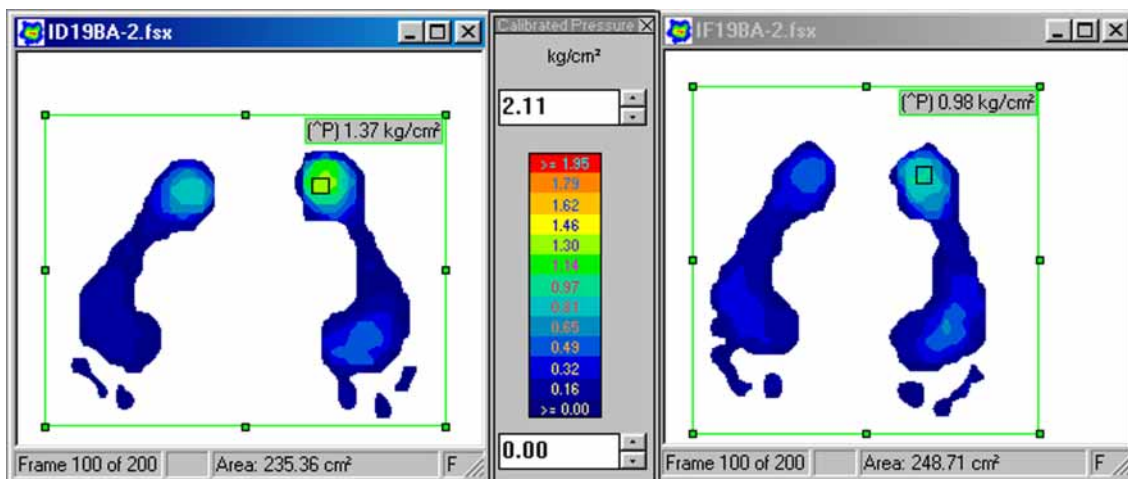 ID19BA-2.fsx
(^P) 1.37 kg/cm²
Frame 100 of 200
Area: 235.36 cm²
F
Calibrated Pressure
kg/cm²
2.11
>= 1.95
1.79
1.62
1.46
1.30
1.14
0.97
0.81
0.65
0.49
0.32
0.16
>= 0.00
0.00
IF19BA-2.fsx
(^P) 0.98 kg/cm²
Frame 100 of 200
Area: 248.71 cm²
F